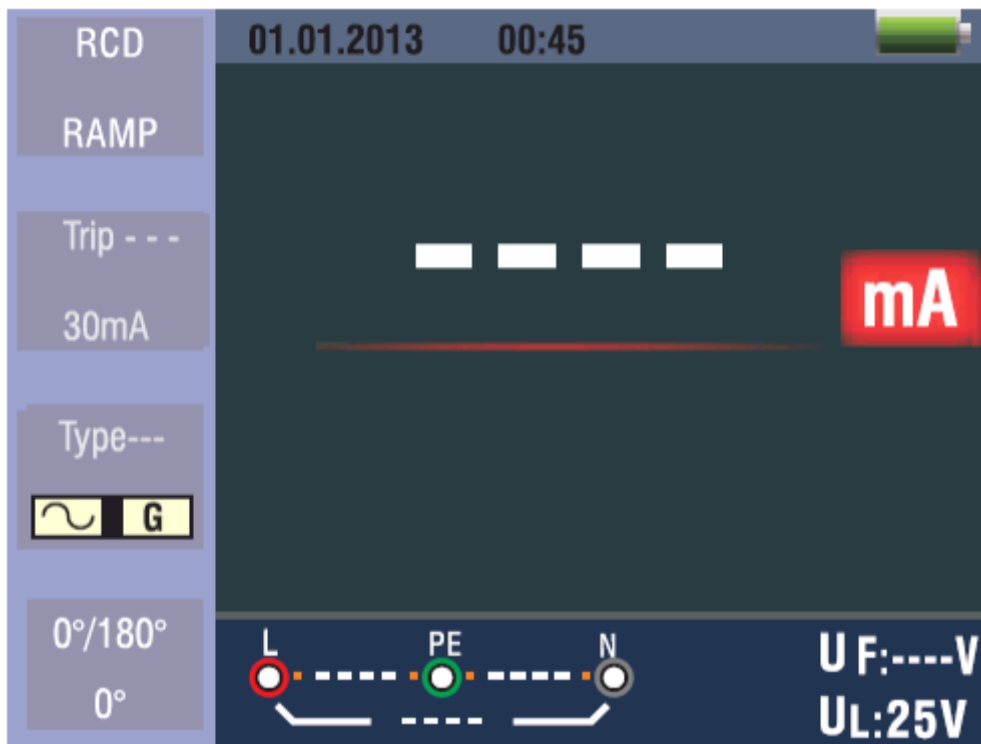 RCD
RAMP
Trip - - -
30mA
Type---
G
0°/180°
0°
01.01.2013 00:45
- - - -
mA
L PE N
----
U F:----V
UL:25V